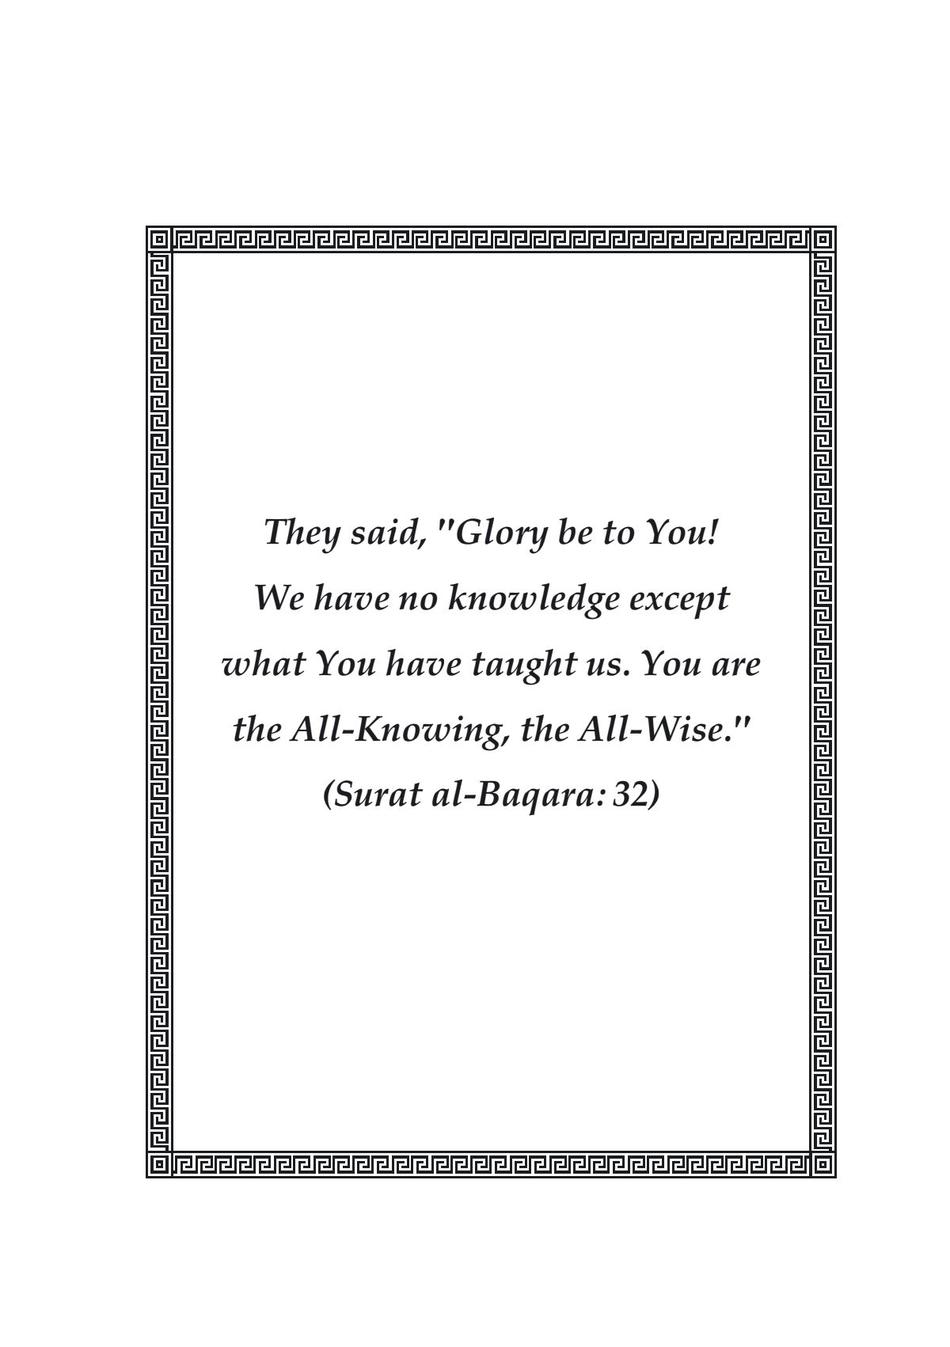 They said, "Glory be to You!
We have no knowledge except
what You have taught us. You are
the All-Knowing, the All-Wise."
(Surat al-Baqara: 32)